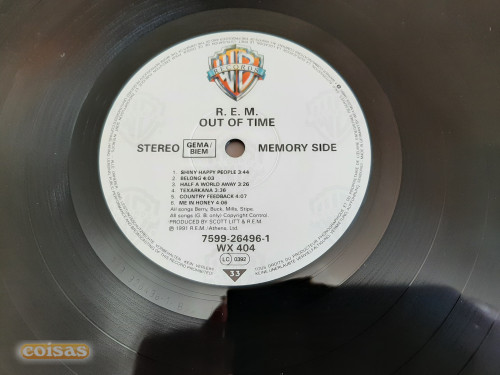 WB
RECORDS
R. E. M.
OUT OF TIME
STEREO GEMA/BIEM MEMORY SIDE
1. SHINY HAPPY PEOPLE 3:44
2. BELONG 4:03
3. HALF A WORLD AWAY 3:26
4. TEXARKANA 3:36
5. COUNTRY FEEDBACK 4:07
6. ME IN HONEY 4:06
All songs Berry, Buck, Mills, Stipe.
All songs (G. B. only) Copyright Control.
PRODUCED BY SCOTT LITT & R.E.M.
℗ 1991 R.E.M./Athens, Ltd.
7599-26496-1
WX 404
LC 0392
33
coisas